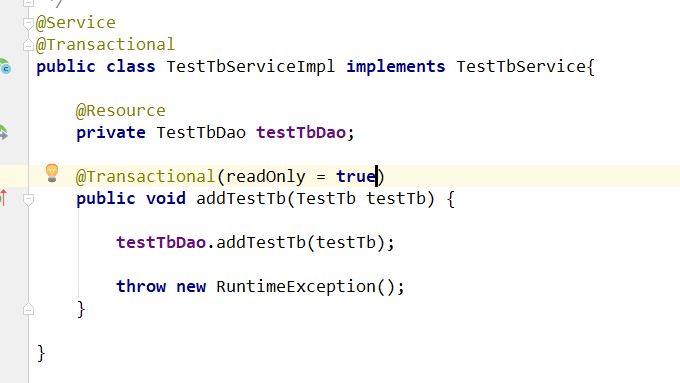 */
@Service
@Transactional
public class TestTbServiceImpl implements TestTbService{
@Resource
private TestTbDao testTbDao;
@Transactional(readOnly = true)
public void addTestTb(TestTb testTb) {
testTbDao.addTestTb(testTb);
throw new RuntimeException();
}
}